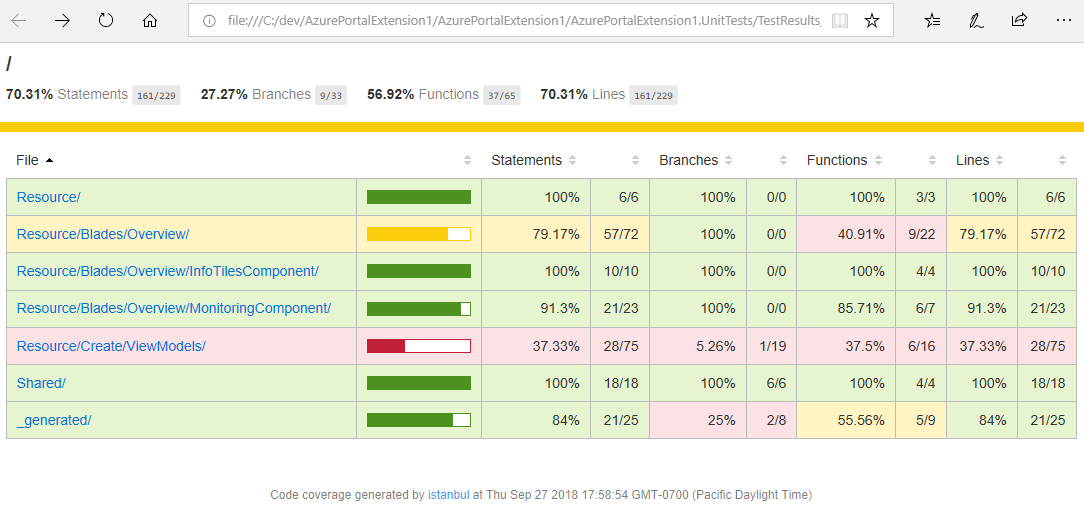 file:///C:/dev/AzurePortalExtension1/AzurePortalExtension1/AzurePortalExtension1.UnitTests/TestResults
/
70.31% Statements 161/229 27.27% Branches 9/33 56.92% Functions 37/65 70.31% Lines 161/229
File Statements Branches Functions Lines
Resource/ 100% 6/6 100% 0/0 100% 3/3 100% 6/6
Resource/Blades/Overview/ 79.17% 57/72 100% 0/0 40.91% 9/22 79.17% 57/72
Resource/Blades/Overview/InfoTilesComponent/ 100% 10/10 100% 0/0 100% 4/4 100% 10/10
Resource/Blades/Overview/MonitoringComponent/ 91.3% 21/23 100% 0/0 85.71% 6/7 91.3% 21/23
Resource/Create/ViewModels/ 37.33% 28/75 5.26% 1/19 37.5% 6/16 37.33% 28/75
Shared/ 100% 18/18 100% 6/6 100% 4/4 100% 18/18
_generated/ 84% 21/25 25% 2/8 55.56% 5/9 84% 21/25
Code coverage generated by istanbul at Thu Sep 27 2018 17:58:54 GMT-0700 (Pacific Daylight Time)